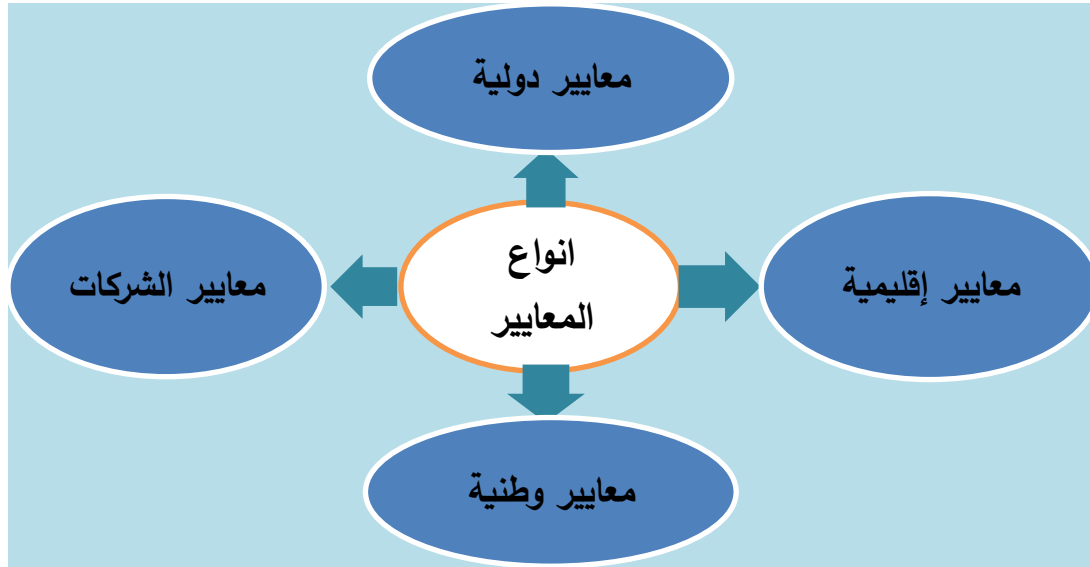 معايير دولية
انواع
المعايير
معايير إقليمية
معايير الشركات
معايير وطنية